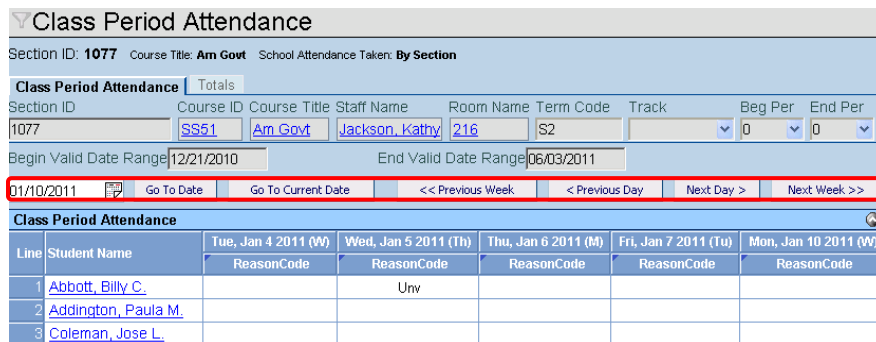 Class Period Attendance
Section ID: 1077 Course Title: Am Govt School Attendance Taken: By Section
Class Period Attendance Totals
Section ID Course ID Course Title Staff Name Room Name Term Code Track Beg Per End Per
1077 SS51 Am Govt Jackson, Kathy 216 S2 0 0
Begin Valid Date Range 12/21/2010 End Valid Date Range 06/03/2011
01/10/2011 Go To Date Go To Current Date << Previous Week < Previous Day Next Day > Next Week >>
Class Period Attendance
Line Student Name Tue, Jan 4 2011 (W) Wed, Jan 5 2011 (Th) Thu, Jan 6 2011 (M) Fri, Jan 7 2011 (Tu) Mon, Jan 10 2011 (W)
ReasonCode ReasonCode ReasonCode ReasonCode ReasonCode
1 Abbott, Billy C. Unv
2 Addington, Paula M.
3 Coleman, Jose L.